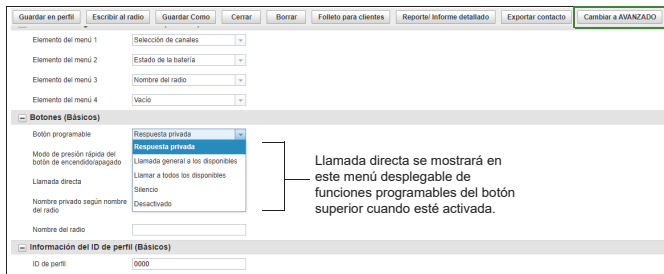 Guardar en perfil Escribir al radio Guardar Como Cerrar Borrar Folleto para clientes Reporte/ Informe detallado Exportar contacto Cambiar a AVANZADO
Elemento del menú 1 Selección de canales
Elemento del menú 2 Estado de la batería
Elemento del menú 3 Nombre del radio
Elemento del menú 4 Vacío
Botones (Básicos)
Botón programable Respuesta privada
Respuesta privada
Modo de presión rápida del
botón de encendido/apagado
Llamada general a los disponibles
Llamada directa
Llamar a todos los disponibles
Silencio
Nombre privado según nombre
del radio
Desactivado
Llamada directa se mostrará en
este menú desplegable de
funciones programables del botón
superior cuando esté activada.
Nombre del radio
Información del ID de perfil (Básicos)
ID de perfil 0000